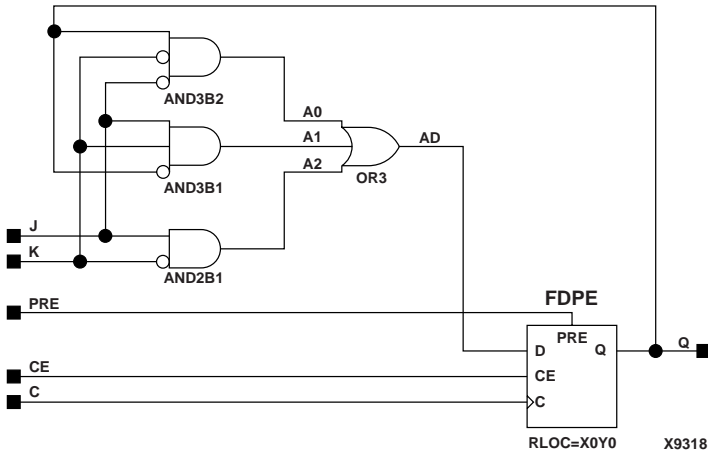 AND3B2
A0
A1
AD
A2
AND3B1
OR3
J
K
AND2B1
PRE
FDPE
PRE
D
Q
Q
CE
CE
C
C
RLOC=X0Y0
X9318